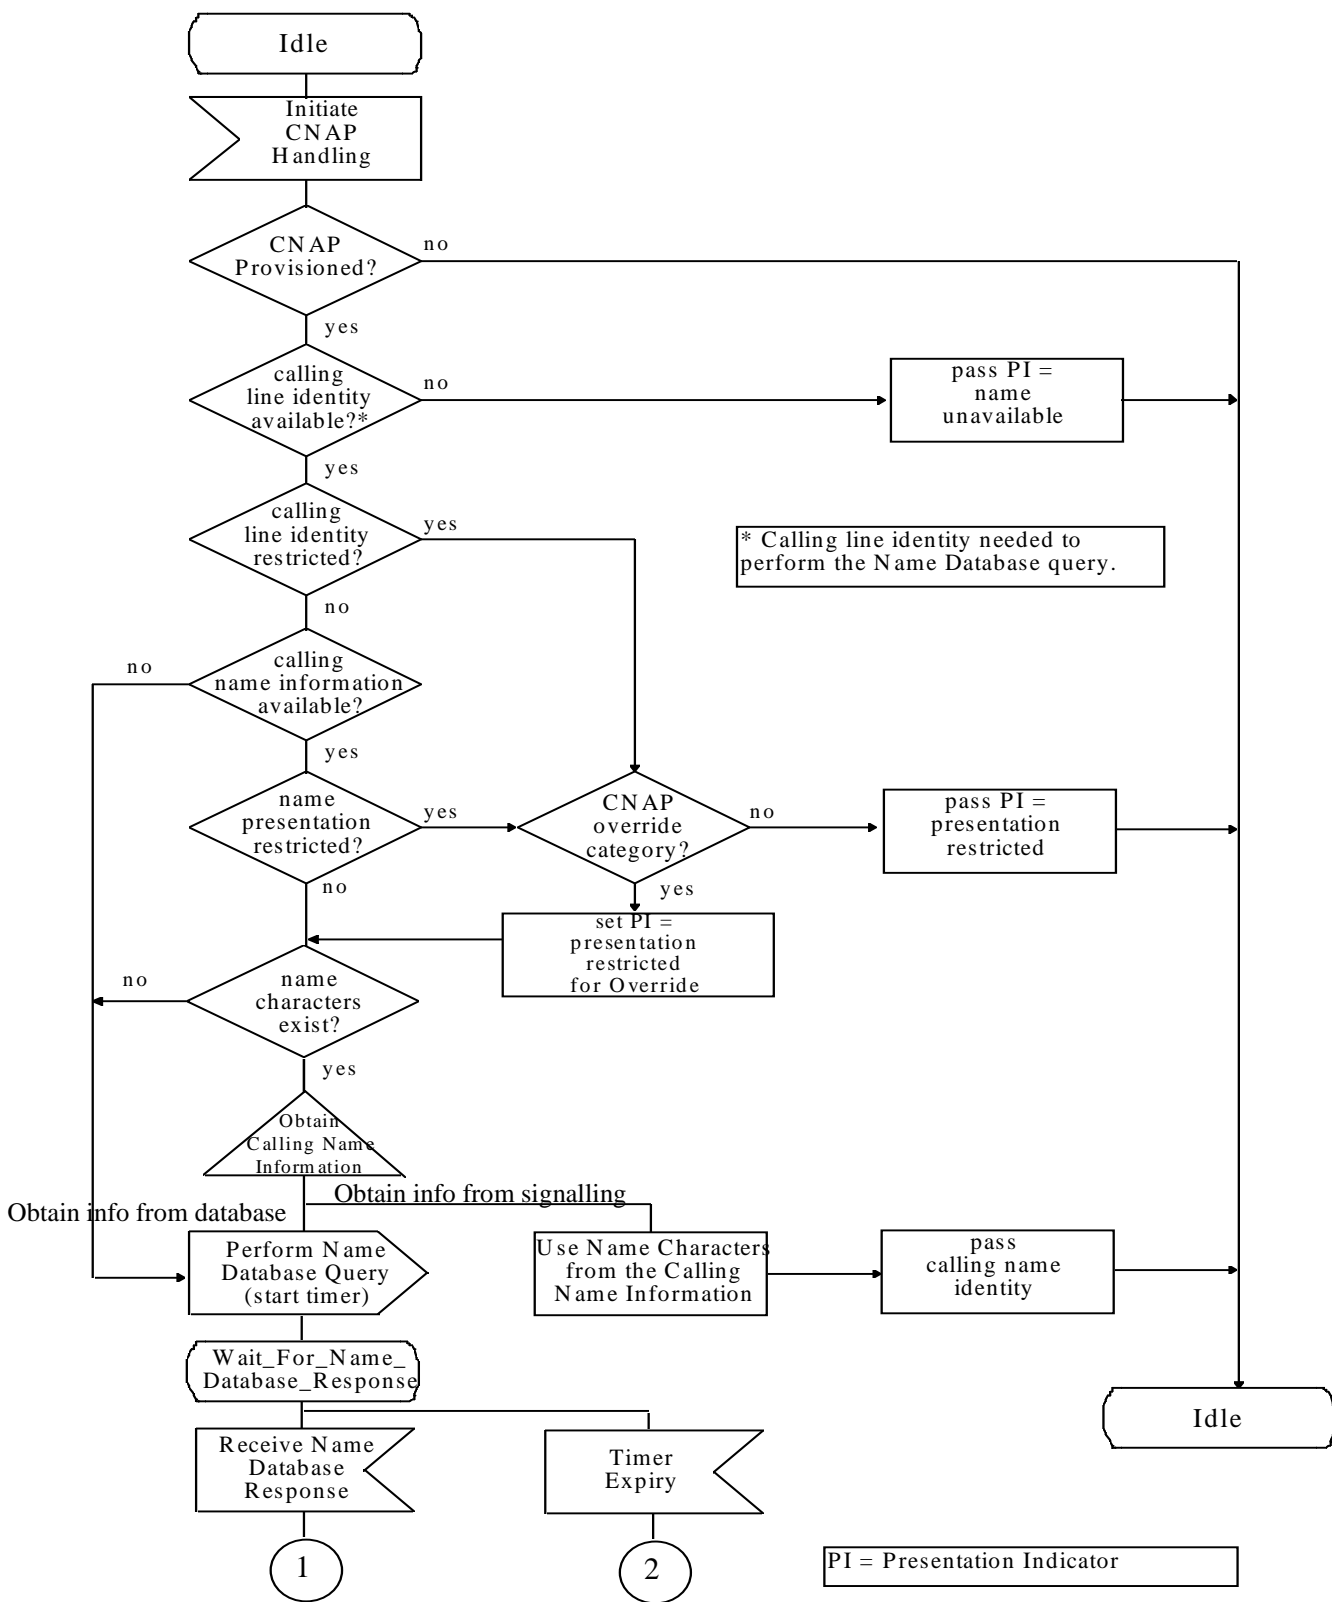 Idle
Initiate
CNAP
Handling
CNAP
Provisioned?
no
yes
calling
line identity
available?*
no
pass PI =
name
unavailable
yes
calling
line identity
restricted?
yes
* Calling line identity needed to
perform the Name Database query.
no
calling
name information
available?
no
yes
name
presentation
restricted?
yes
CNAP
override
category?
no
pass PI =
presentation
restricted
no
yes
set PI =
presentation
restricted
for Override
name
characters
exist?
no
yes
Obtain
Calling Name
Information
Obtain info from signalling
Obtain info from database
Perform Name
Database Query
(start timer)
Use Name Characters
from the Calling
Name Information
pass
calling name
identity
Wait_For_Name_
Database_Response
Idle
Receive Name
Database
Response
Timer
Expiry
1
2
PI = Presentation Indicator